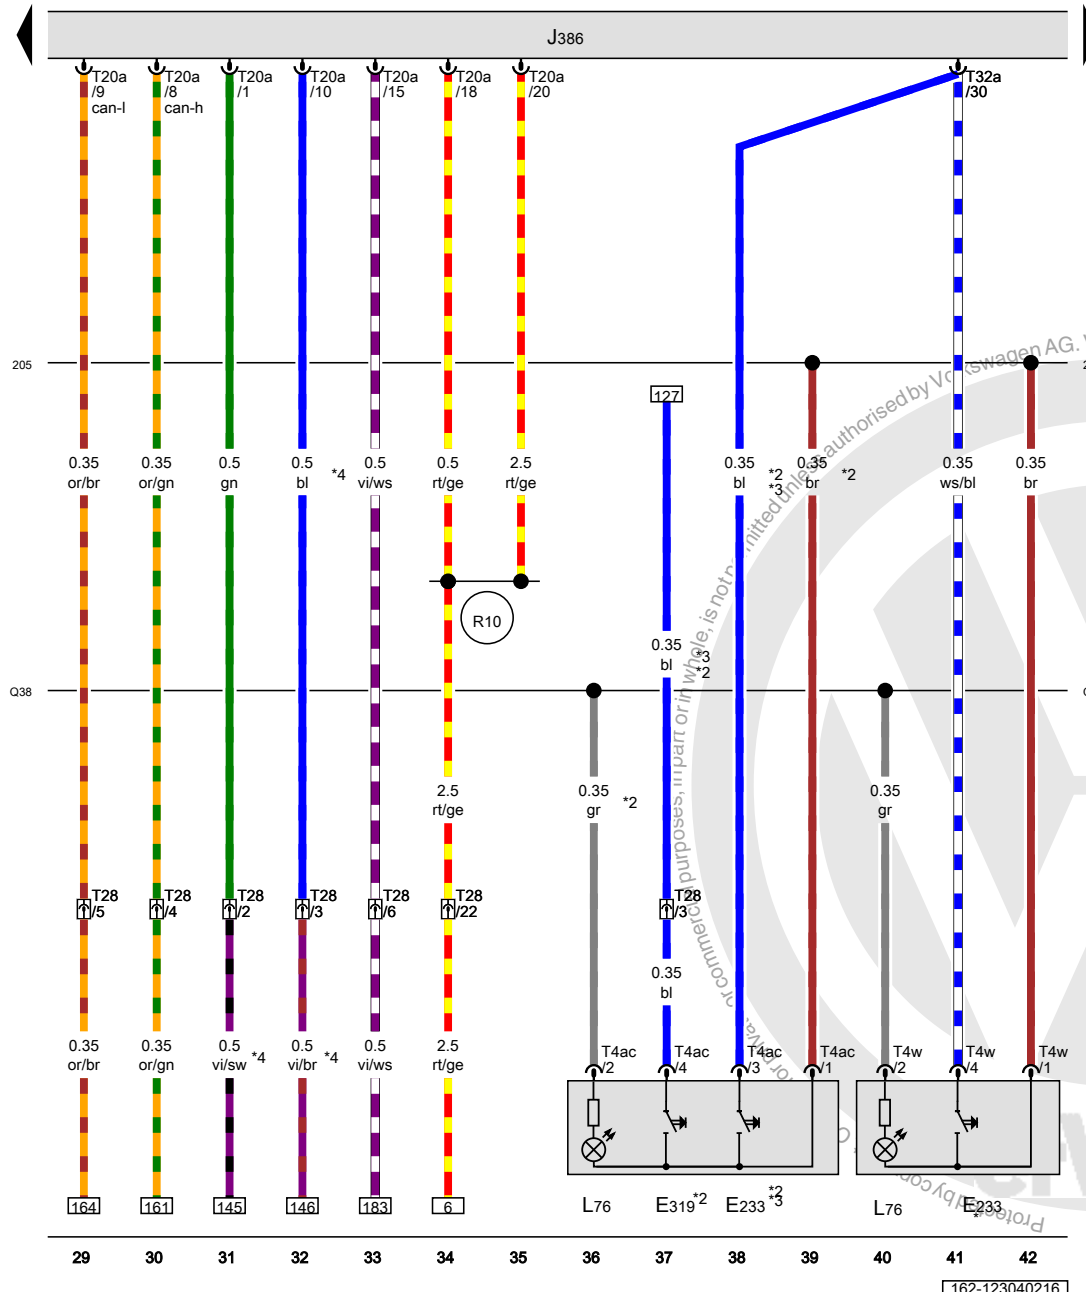 J386
T20a T20a T20a T20a T20a T20a T20a T32a
/9 /8 /1 /10 /15 /18 /20 /30
can-l can-h
205
127
0.35 0.35 0.5 0.5 0.5 0.5 2.5 0.35 0.35 0.35 0.35
or/br or/gn gn bl *4 vi/ws rt/ge rt/ge bl *2 *3 br *2 ws/bl br
R10
0.35
bl *3 *2
Q38
2.5 0.35 0.35
rt/ge gr *2 gr
T28 T28 T28 T28 T28 T28 T28
/5 /4 /2 /3 /6 /22 /3
0.35
bl
0.35 0.35 0.5 0.5 0.5 2.5
or/br or/gn vi/sw *4 vi/br *4 vi/ws rt/ge
T4ac T4ac T4ac T4ac T4w T4w T4w
/2 /4 /3 /1 /2 /4 /1
164 161 145 146 183 6
L76 E319 *2 E233 *2 *3 L76 E233 *
29 30 31 32 33 34 35 36 37 38 39 40 41 42
162-123040216